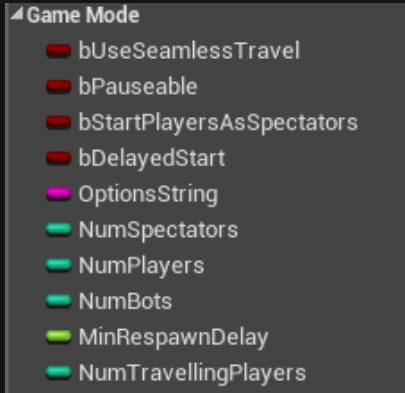 Game Mode
bUseSeamlessTravel
bPauseable
bStartPlayersAsSpectators
bDelayedStart
OptionsString
NumSpectators
NumPlayers
NumBots
MinRespawnDelay
NumTravellingPlayers